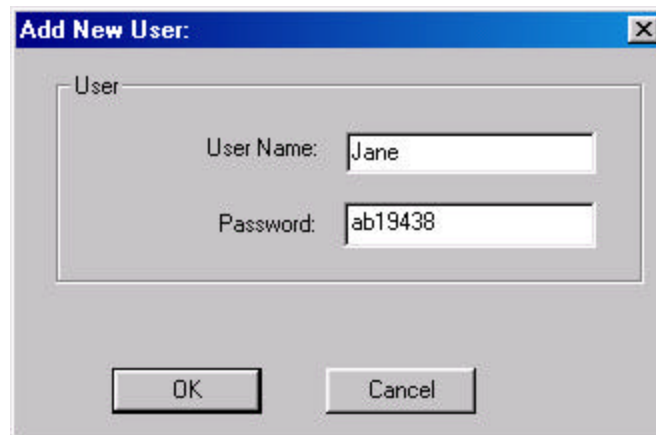 Add New User:
User
User Name: Jane
Password: ab19438
OK Cancel